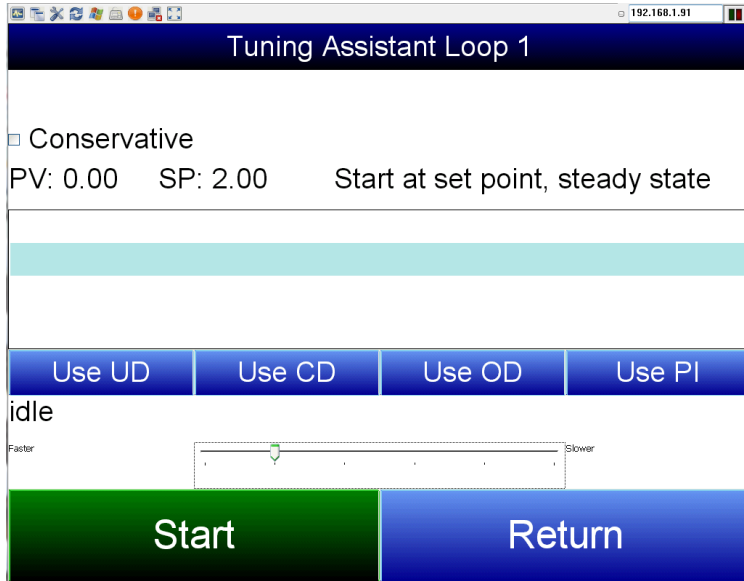 192.168.1.91
Tuning Assistant Loop 1
Conservative
PV: 0.00 SP: 2.00 Start at set point, steady state
Use UD Use CD Use OD Use PI
idle
Faster Slower
Start Return